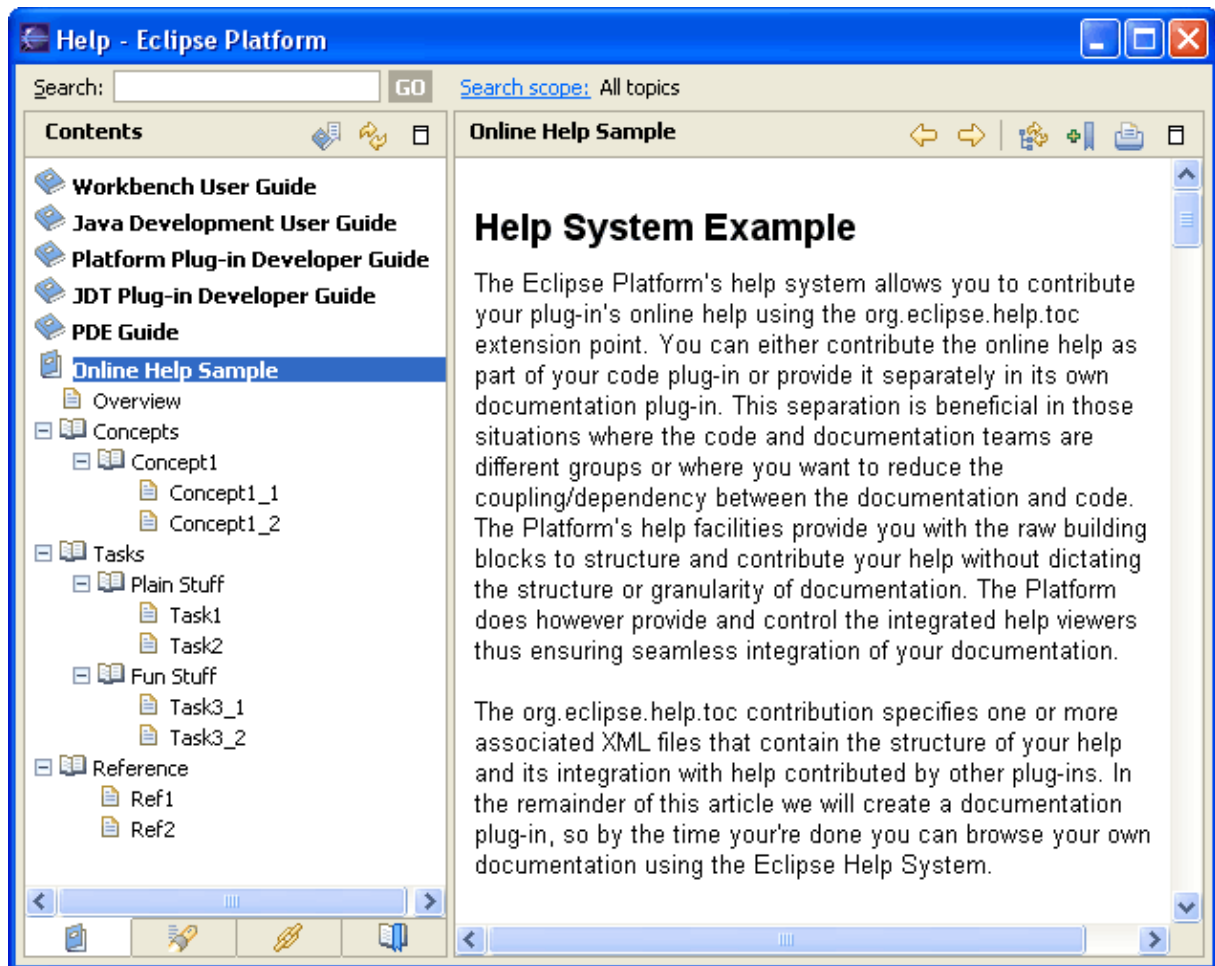 Help - Eclipse Platform
Search:
GO
Search scope: All topics
Contents
Workbench User Guide
Java Development User Guide
Platform Plug-in Developer Guide
JDT Plug-in Developer Guide
PDE Guide
Online Help Sample
Overview
Concepts
Concept1
Concept1_1
Concept1_2
Tasks
Plain Stuff
Task1
Task2
Fun Stuff
Task3_1
Task3_2
Reference
Ref1
Ref2
Online Help Sample
Help System Example
The Eclipse Platform's help system allows you to contribute
your plug-in's online help using the org.eclipse.help.toc
extension point. You can either contribute the online help as
part of your code plug-in or provide it separately in its own
documentation plug-in. This separation is beneficial in those
situations where the code and documentation teams are
different groups or where you want to reduce the
coupling/dependency between the documentation and code.
The Platform's help facilities provide you with the raw building
blocks to structure and contribute your help without dictating
the structure or granularity of documentation. The Platform
does however provide and control the integrated help viewers
thus ensuring seamless integration of your documentation.
The org.eclipse.help.toc contribution specifies one or more
associated XML files that contain the structure of your help
and its integration with help contributed by other plug-ins. In
the remainder of this article we will create a documentation
plug-in, so by the time your're done you can browse your own
documentation using the Eclipse Help System.